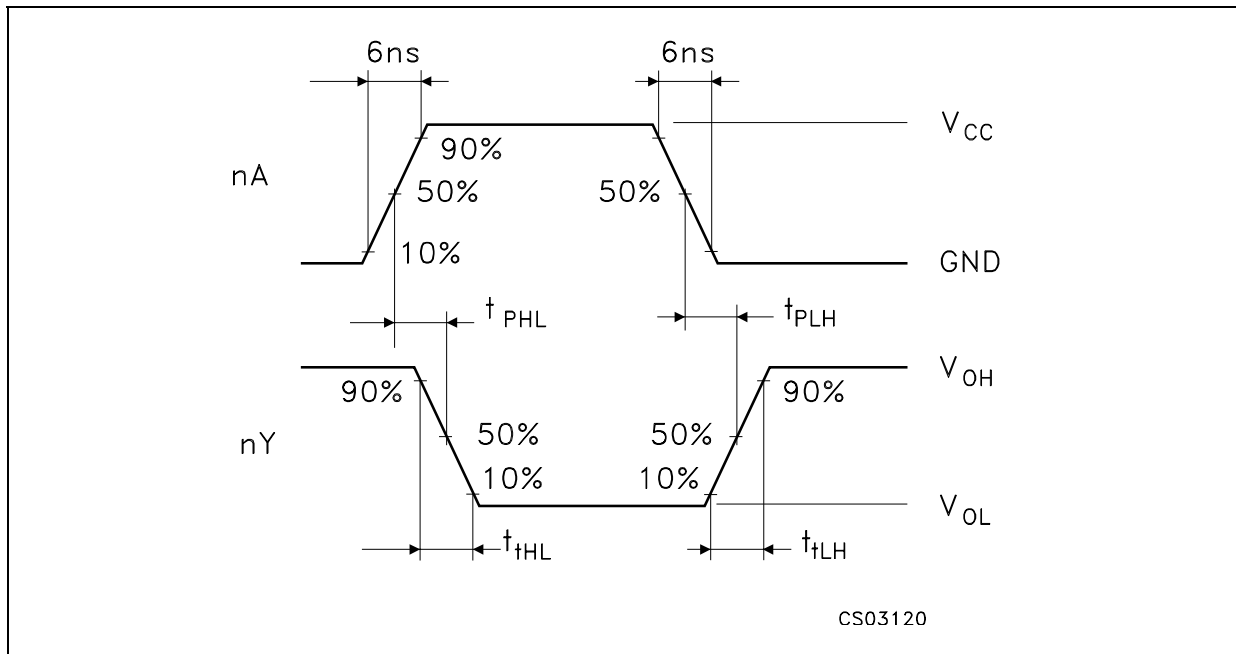 6ns 6ns
V_CC
90%
nA
50% 50%
10%
GND
t_PHL t_PLH
V_OH
90% 90%
50% 50%
nY
10% 10%
V_OL
t_tHL t_tLH
CS03120